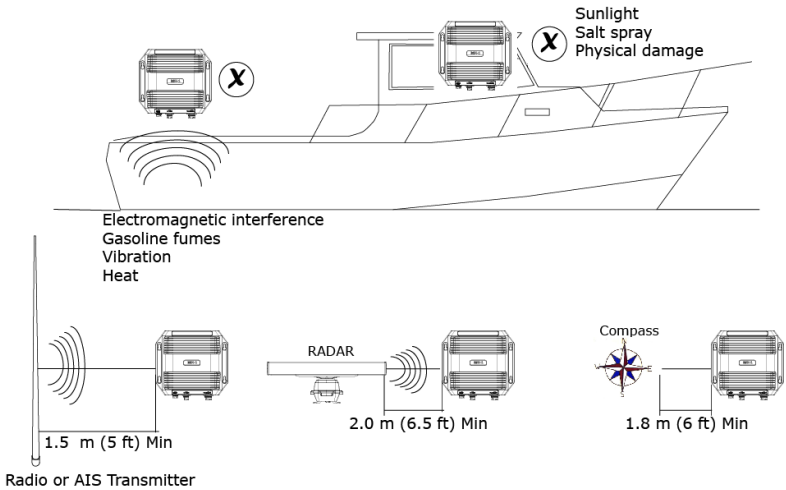 Sunlight
Salt spray
Physical damage
X
X
Electromagnetic interference
Gasoline fumes
Vibration
Heat
RADAR
Compass
1.5 m (5 ft) Min
2.0 m (6.5 ft) Min
1.8 m (6 ft) Min
Radio or AIS Transmitter